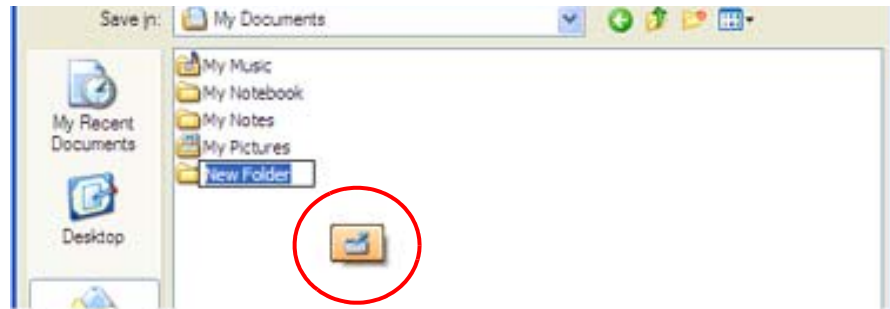 Save in:
My Documents
My Music
My Notebook
My Notes
My Pictures
New Folder
My Recent
Documents
Desktop